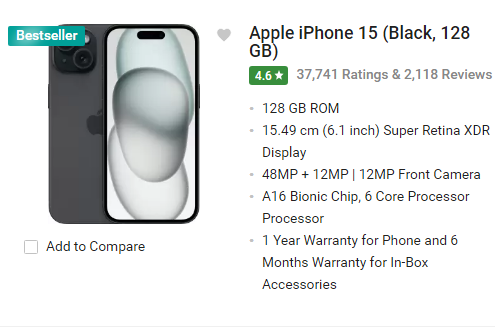 Bestseller
Apple iPhone 15 (Black, 128
GB)
4.6★ 37,741 Ratings & 2,118 Reviews
• 128 GB ROM
• 15.49 cm (6.1 inch) Super Retina XDR
Display
• 48MP + 12MP | 12MP Front Camera
• A16 Bionic Chip, 6 Core Processor
Processor
• 1 Year Warranty for Phone and 6
Months Warranty for In-Box
Accessories
Add to Compare